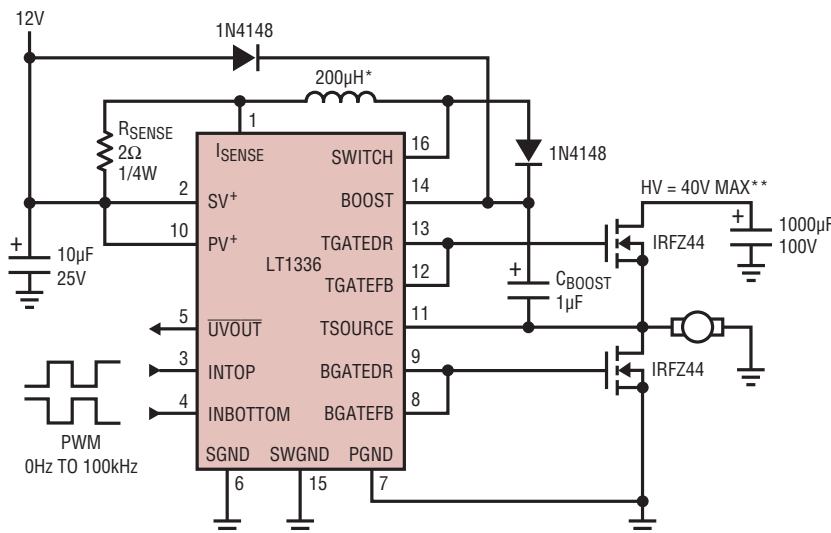 12V
1N4148
200µH*
RSENSE
2Ω
1/4W
1
ISENSE
SWITCH
16
1N4148
2
SV+
BOOST
14
HV = 40V MAX**
10
PV+
TGATEDR
13
IRFZ44
+
1000µF
100V
+
10µF
25V
LT1336
TGATEFB
12
+
CBOOST
1µF
5
UVOUT
TSOURCE
11
3
INTOP
BGATEDR
9
IRFZ44
4
INBOTTOM
BGATEFB
8
PWM
0Hz TO 100kHz
SGND
SWGND
PGND
6
15
7